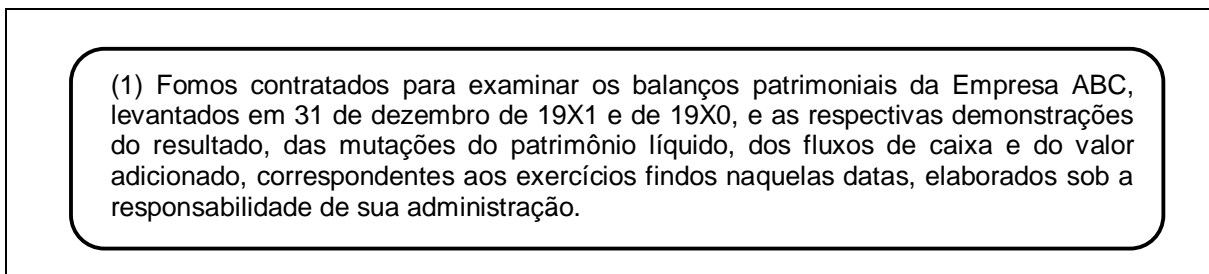 (1) Fomos contratados para examinar os balanços patrimoniais da Empresa ABC,
levantados em 31 de dezembro de 19X1 e de 19X0, e as respectivas demonstrações
do resultado, das mutações do patrimônio líquido, dos fluxos de caixa e do valor
adicionado, correspondentes aos exercícios findos naquelas datas, elaborados sob a
responsabilidade de sua administração.